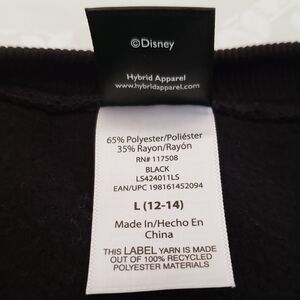 ©Disney
Hybrid Apparel
www.hybridapparel.com
65% Polyester/Poliéster
35% Rayon/Rayón
RN# 117508
BLACK
LS424011LS
EAN/UPC 198161452094
L (12-14)
Made In/Hecho En
China
THIS LABEL YARN IS MADE
OUT OF 100% RECYCLED
POLYESTER MATERIALS